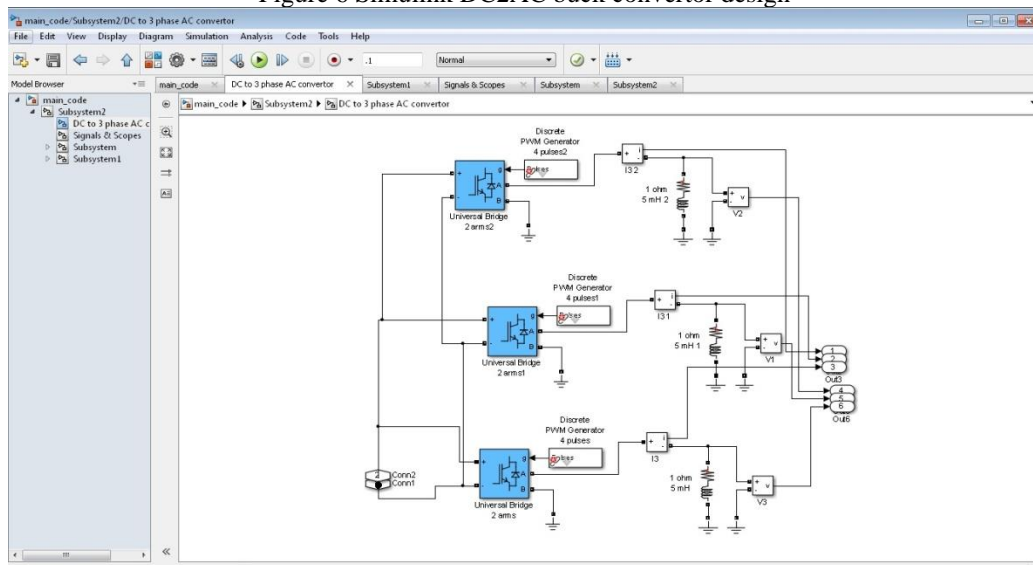 Figure 6 Simulink DC2AC buck convertor design
main_code/Subsystem2/DC to 3 phase AC convertor
File Edit View Display Diagram Simulation Analysis Code Tools Help
.1 Normal
Model Browser
main_code DC to 3 phase AC convertor Subsystem1 Signals & Scopes Subsystem Subsystem2
main_code
Subsystem2
DC to 3 phase AC c
Signals & Scopes
Subsystem
Subsystem1
main_code Subsystem2 DC to 3 phase AC convertor
Discrete
PWM Generator
4 pulses2
Pulses
+ - g A B
Universal Bridge
2 arms2
+ - i
I3 2
1 ohm
5 mH 2
+ - v
V2
Discrete
PWM Generator
4 pulses1
Pulses
+ - g A B
Universal Bridge
2 arms1
+ - i
I3 1
1 ohm
5 mH 1
+ - v
V1
1
2
3
Out3
4
5
6
Out6
Discrete
PWM Generator
4 pulses
Pulses
+ - g A B
Universal Bridge
2 arms
+ - i
I3
1 ohm
5 mH
+ - v
V3
2 Conn2
Conn1